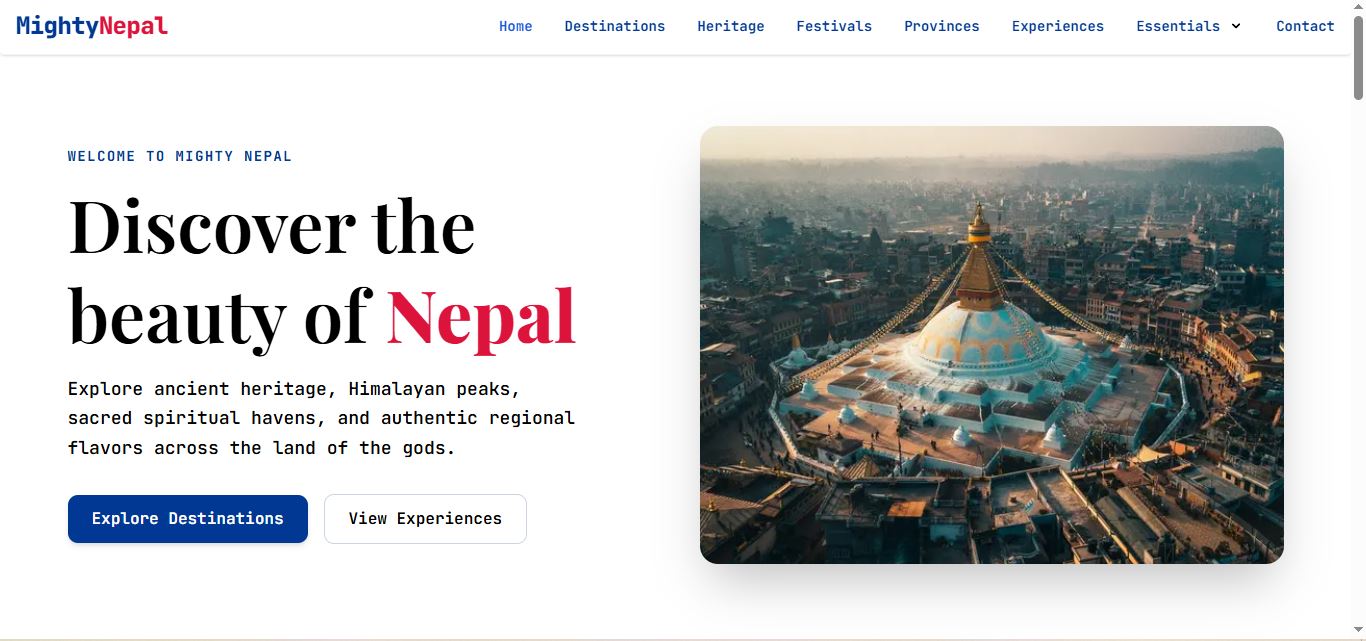 MightyNepal
Home Destinations Heritage Festivals Provinces Experiences Essentials Contact
WELCOME TO MIGHTY NEPAL
Discover the
beauty of Nepal
Explore ancient heritage, Himalayan peaks,
sacred spiritual havens, and authentic regional
flavors across the land of the gods.
Explore Destinations
View Experiences